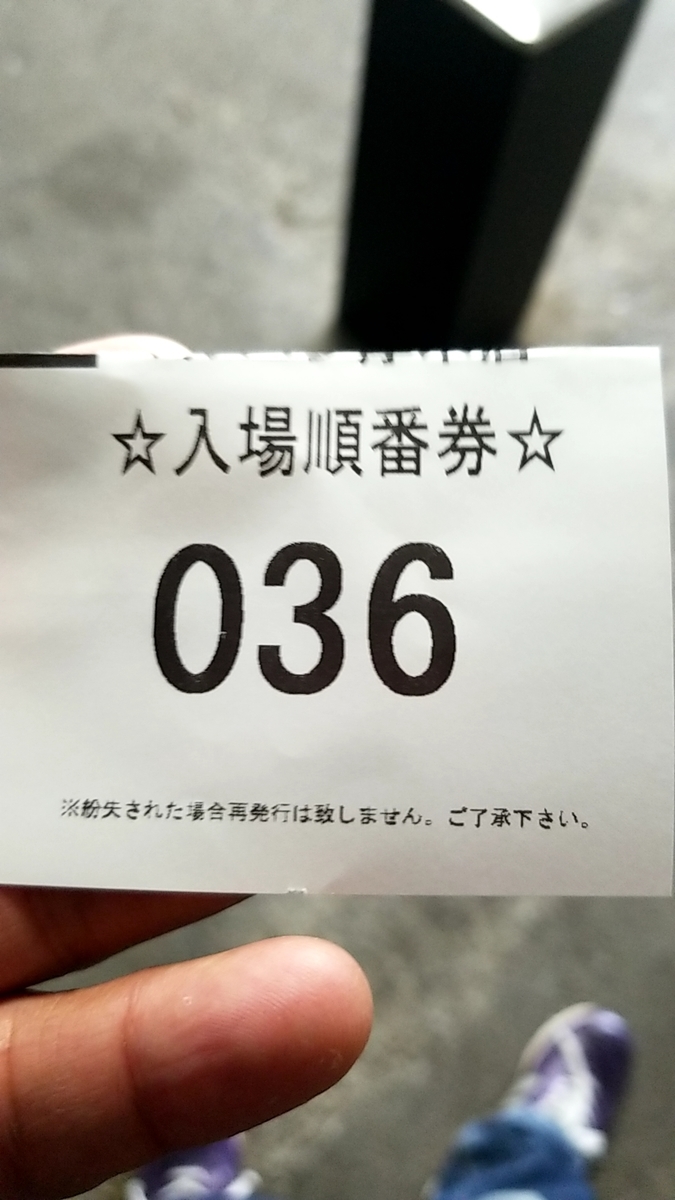 ☆入場順番券☆
036
※紛失された場合再発行は致しません。ご了承下さい。